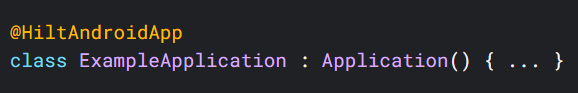 @HiltAndroidApp
class ExampleApplication : Application() { ... }